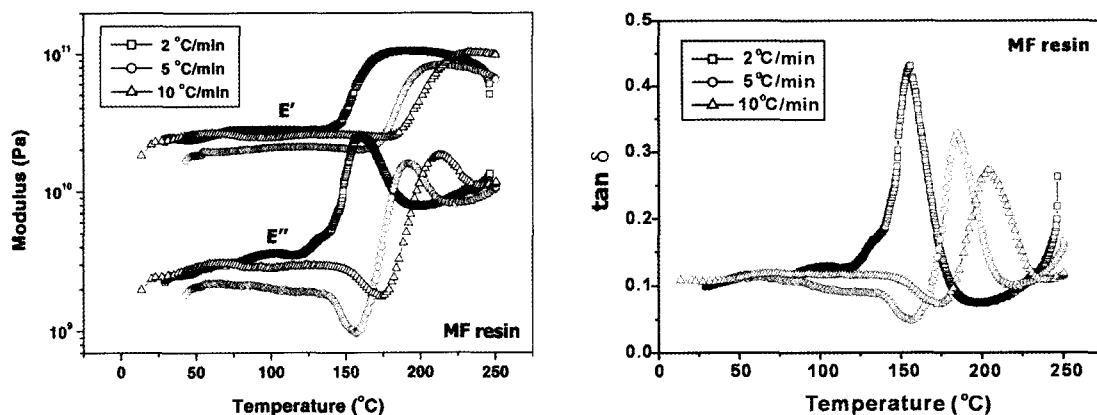 10¹¹
10¹⁰
10⁹
Modulus (Pa)
2 °C/min
5 °C/min
10 °C/min
E'
E''
MF resin
0 50 100 150 200 250
Temperature (°C)
0.5
0.4
0.3
0.2
0.1
0.0
tan δ
MF resin
2°C/min
5°C/min
10°C/min
0 50 100 150 200 250
Temperature (°C)